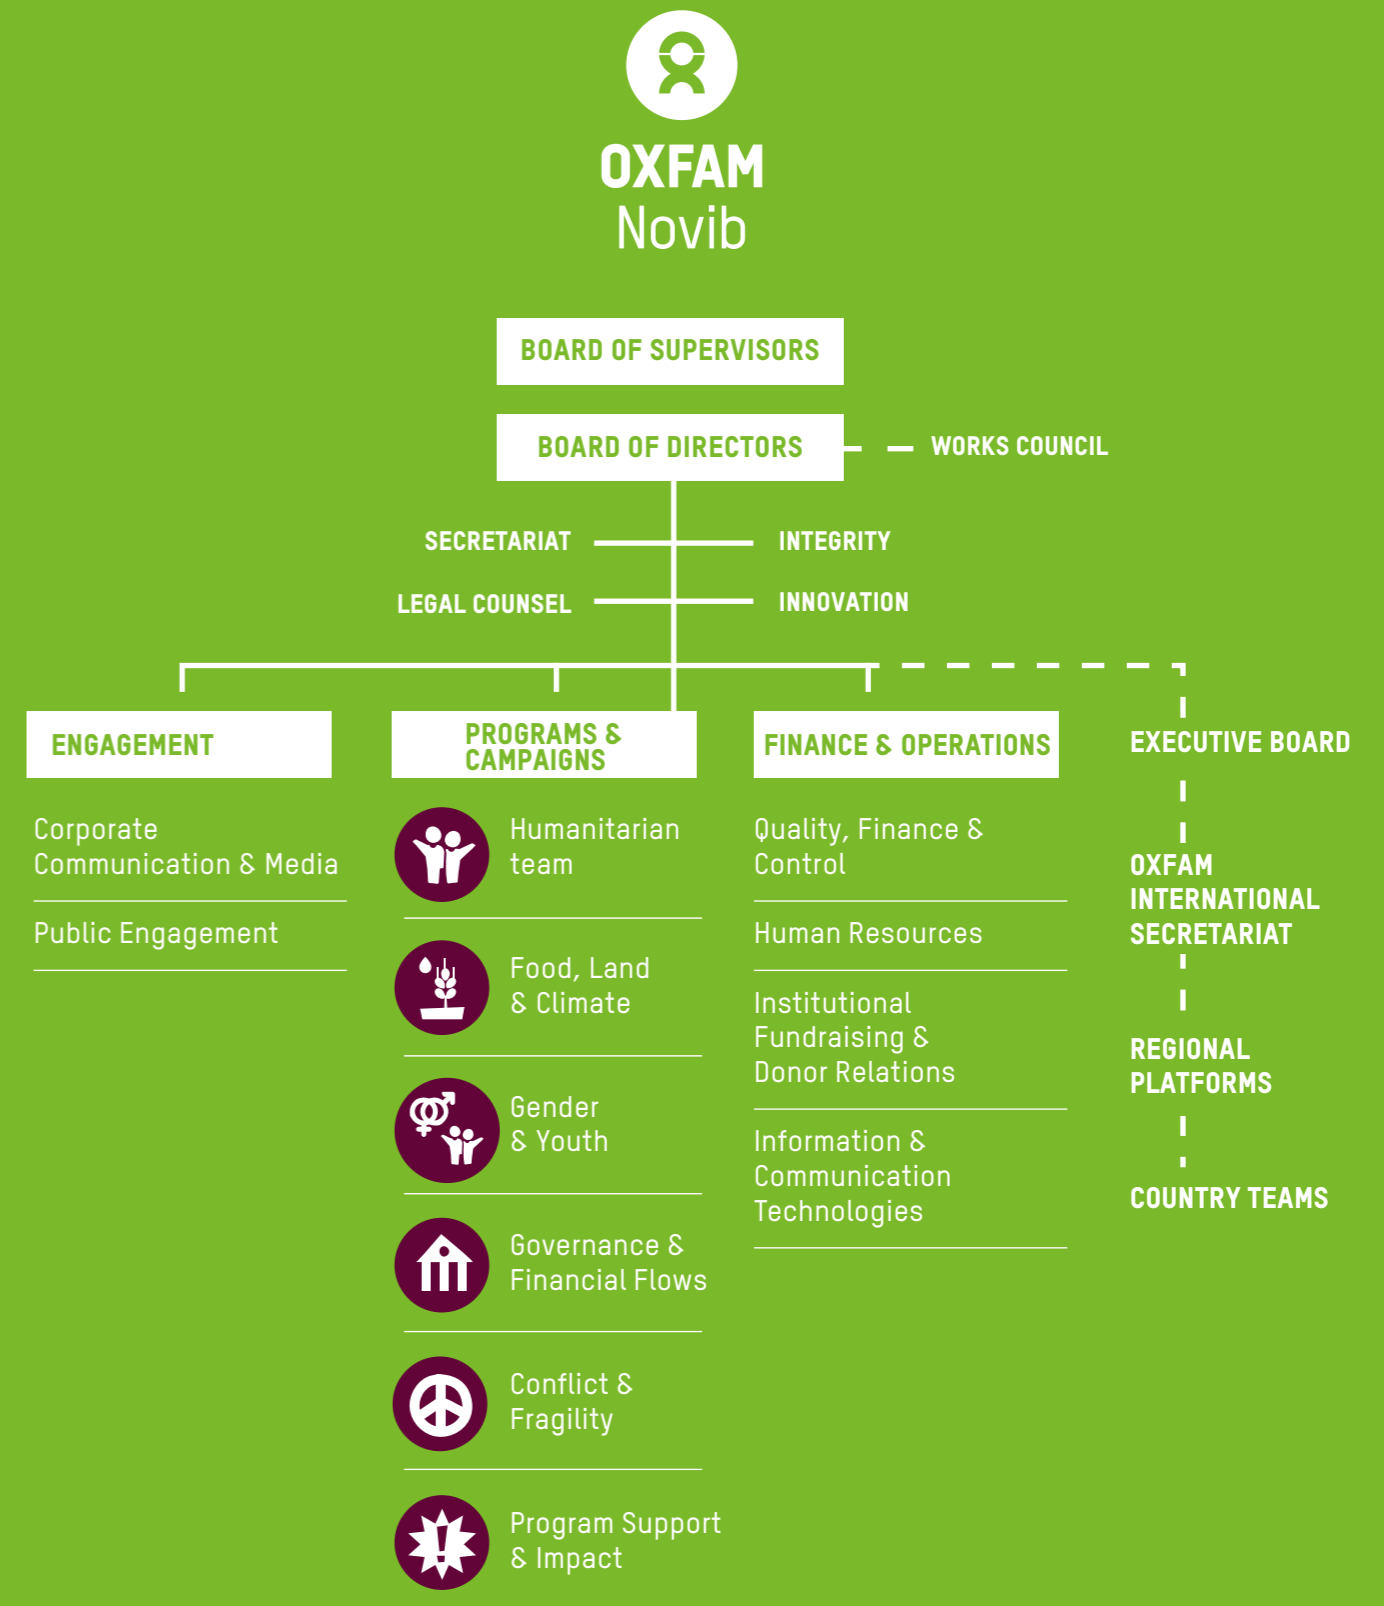 OXFAM
Novib
BOARD OF SUPERVISORS
BOARD OF DIRECTORS
WORKS COUNCIL
SECRETARIAT
INTEGRITY
LEGAL COUNSEL
INNOVATION
ENGAGEMENT
Corporate
Communication & Media
Public Engagement
PROGRAMS &
CAMPAIGNS
Humanitarian
team
Food, Land
& Climate
Gender
& Youth
Governance &
Financial Flows
Conflict &
Fragility
Program Support
& Impact
FINANCE & OPERATIONS
Quality, Finance &
Control
Human Resources
Institutional
Fundraising &
Donor Relations
Information &
Communication
Technologies
EXECUTIVE BOARD
OXFAM
INTERNATIONAL
SECRETARIAT
REGIONAL
PLATFORMS
COUNTRY TEAMS